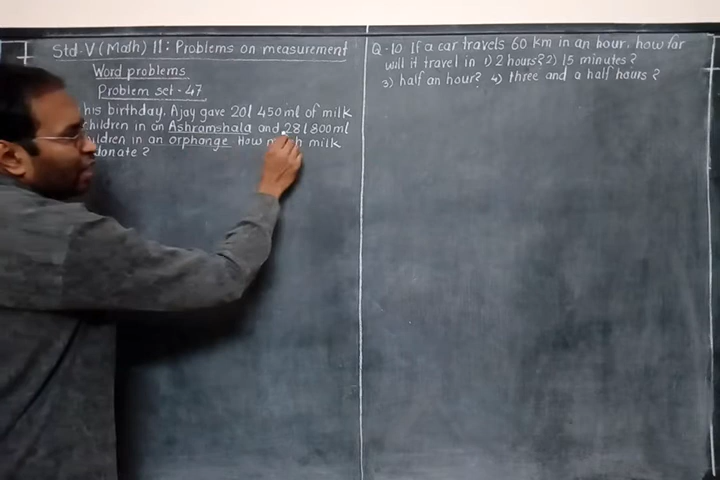 Std. V (Math) 11: Problems on measurement
Word problems
Problem set - 47
his birthday. Ajay gave 20l 450 ml of milk
children in an Ashramshala and 28l 800 ml
in an orphange How milk
donate ?
Q. 10 If a car travels 60 km in an hour. how far
will it travel in 1) 2 hours? 2) 15 minutes ?
3) half an hour? 4) three and a half hours ?